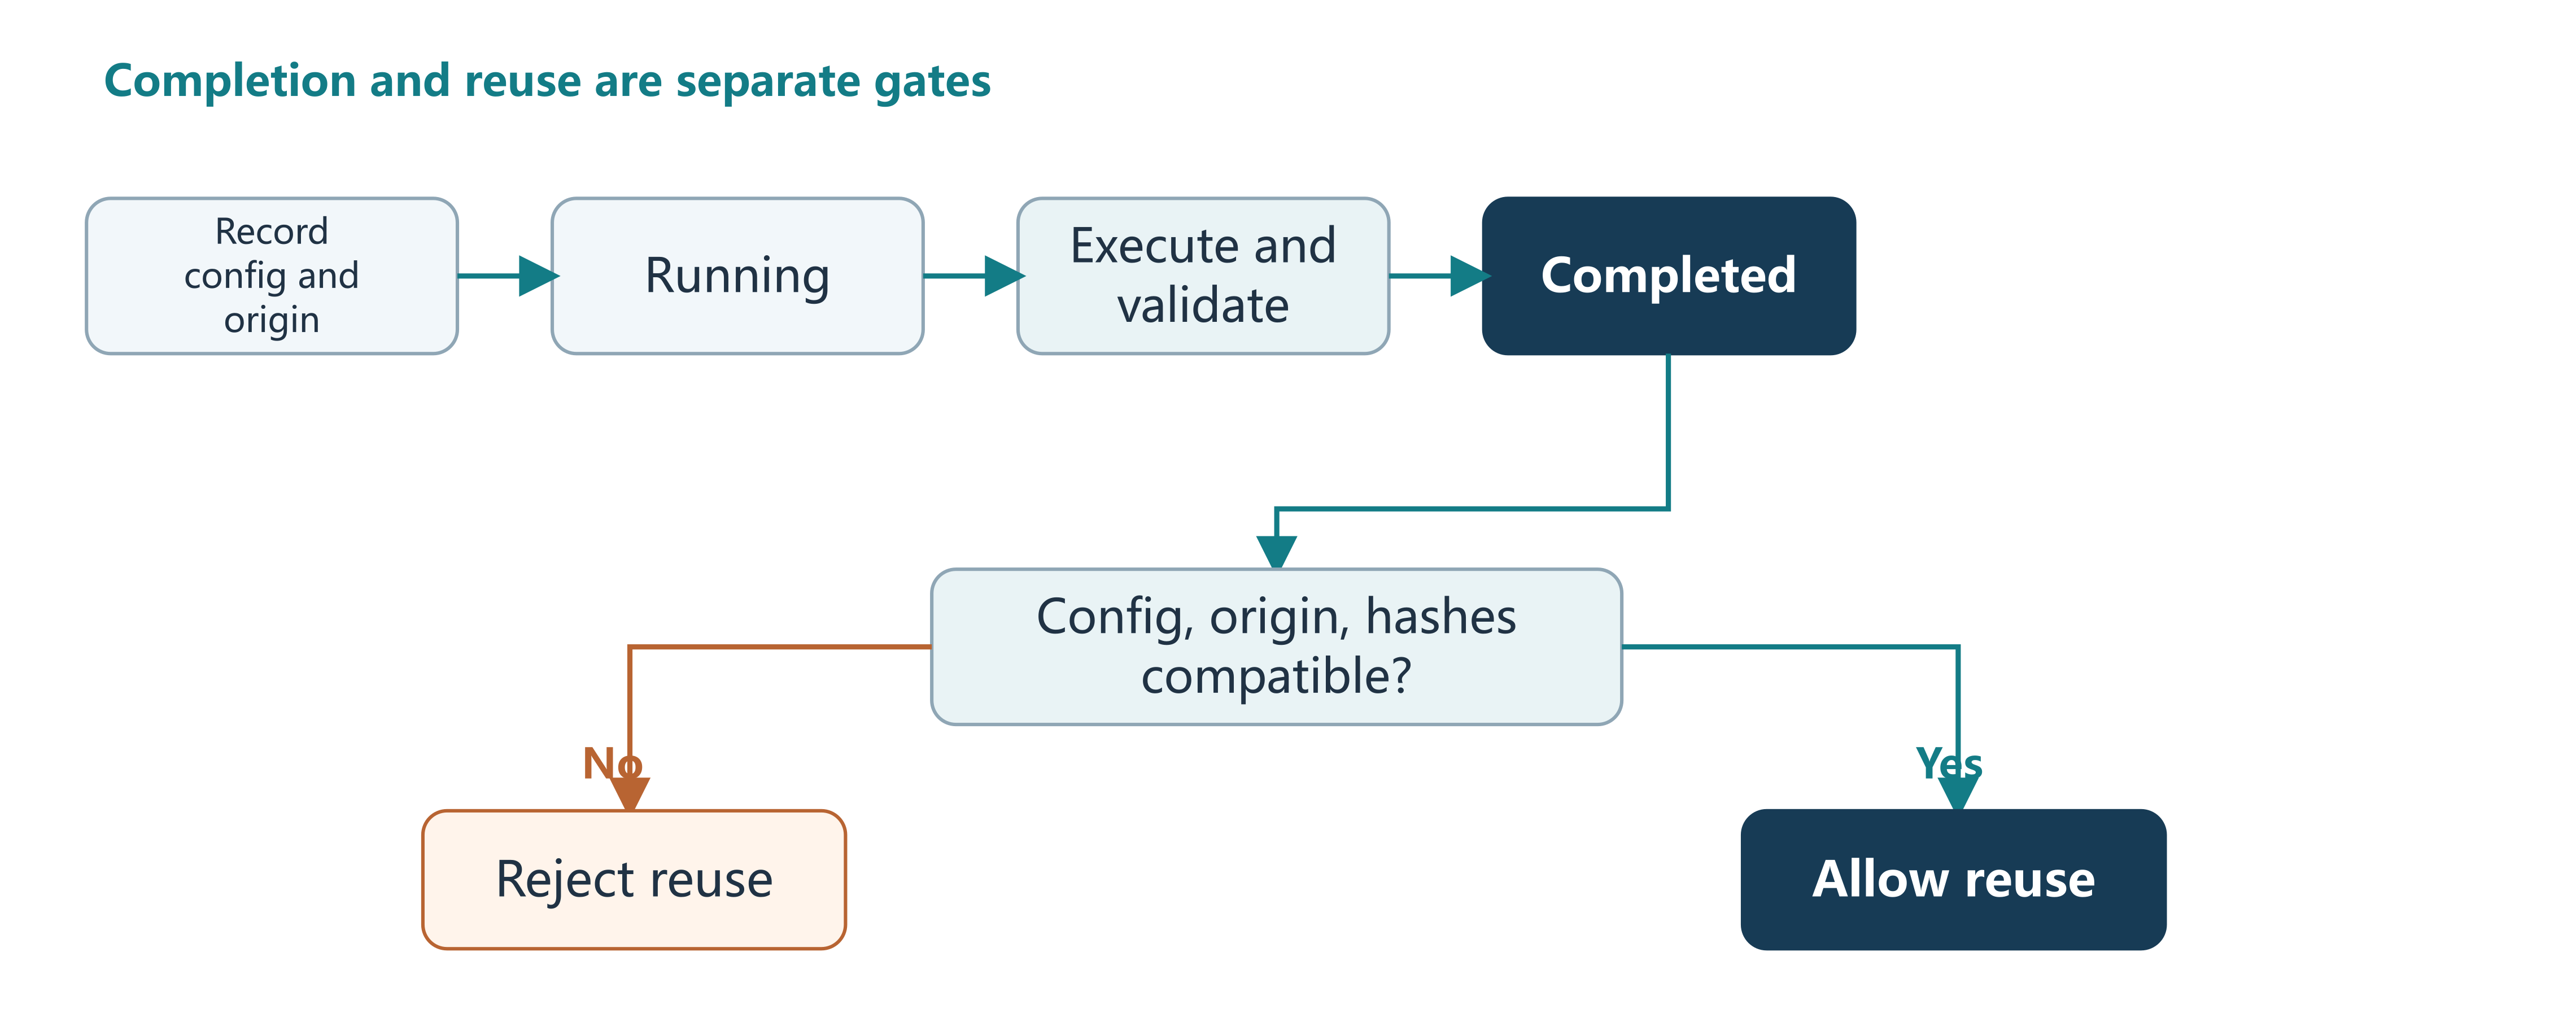 Completion and reuse are separate gates
Record
config and
origin
Running
Execute and
validate
Completed
Config, origin, hashes
compatible?
No
Yes
Reject reuse
Allow reuse